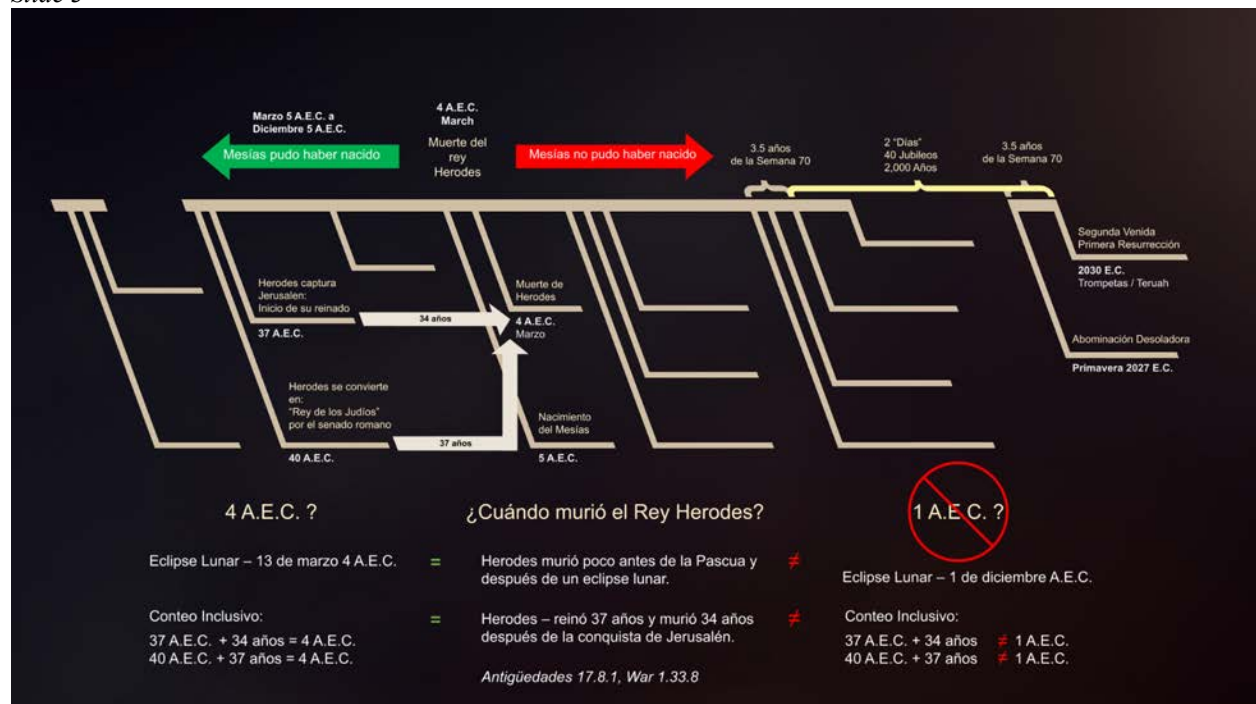 Marzo 5 A.E.C. a
Diciembre 5 A.E.C.
Mesías pudo haber nacido
4 A.E.C.
March
Muerte del
rey
Herodes
Mesías no pudo haber nacido
3.5 años
de la Semana 70
2 "Días"
40 Jubileos
2,000 Años
3.5 años
de la Semana 70
Segunda Venida
Primera Resurrección
2030 E.C.
Trompetas / Teruah
Herodes captura
Jerusalen:
Inicio de su reinado
37 A.E.C.
34 años
Muerte de
Herodes
4 A.E.C.
Marzo
Abominación Desoladora
Primavera 2027 E.C.
Herodes se convierte
en:
"Rey de los Judíos"
por el senado romano
40 A.E.C.
37 años
Nacimiento
del Mesías
5 A.E.C.
4 A.E.C. ?
¿Cuándo murió el Rey Herodes?
1 A.E.C. ?
Eclipse Lunar – 13 de marzo 4 A.E.C.
=
Herodes murió poco antes de la Pascua y
después de un eclipse lunar.
≠
Eclipse Lunar – 1 de diciembre A.E.C.
Conteo Inclusivo:
37 A.E.C. + 34 años = 4 A.E.C.
40 A.E.C. + 37 años = 4 A.E.C.
=
Herodes – reinó 37 años y murió 34 años
después de la conquista de Jerusalén.
≠
Conteo Inclusivo:
37 A.E.C. + 34 años ≠ 1 A.E.C.
40 A.E.C. + 37 años ≠ 1 A.E.C.
Antigüedades 17.8.1, War 1.33.8